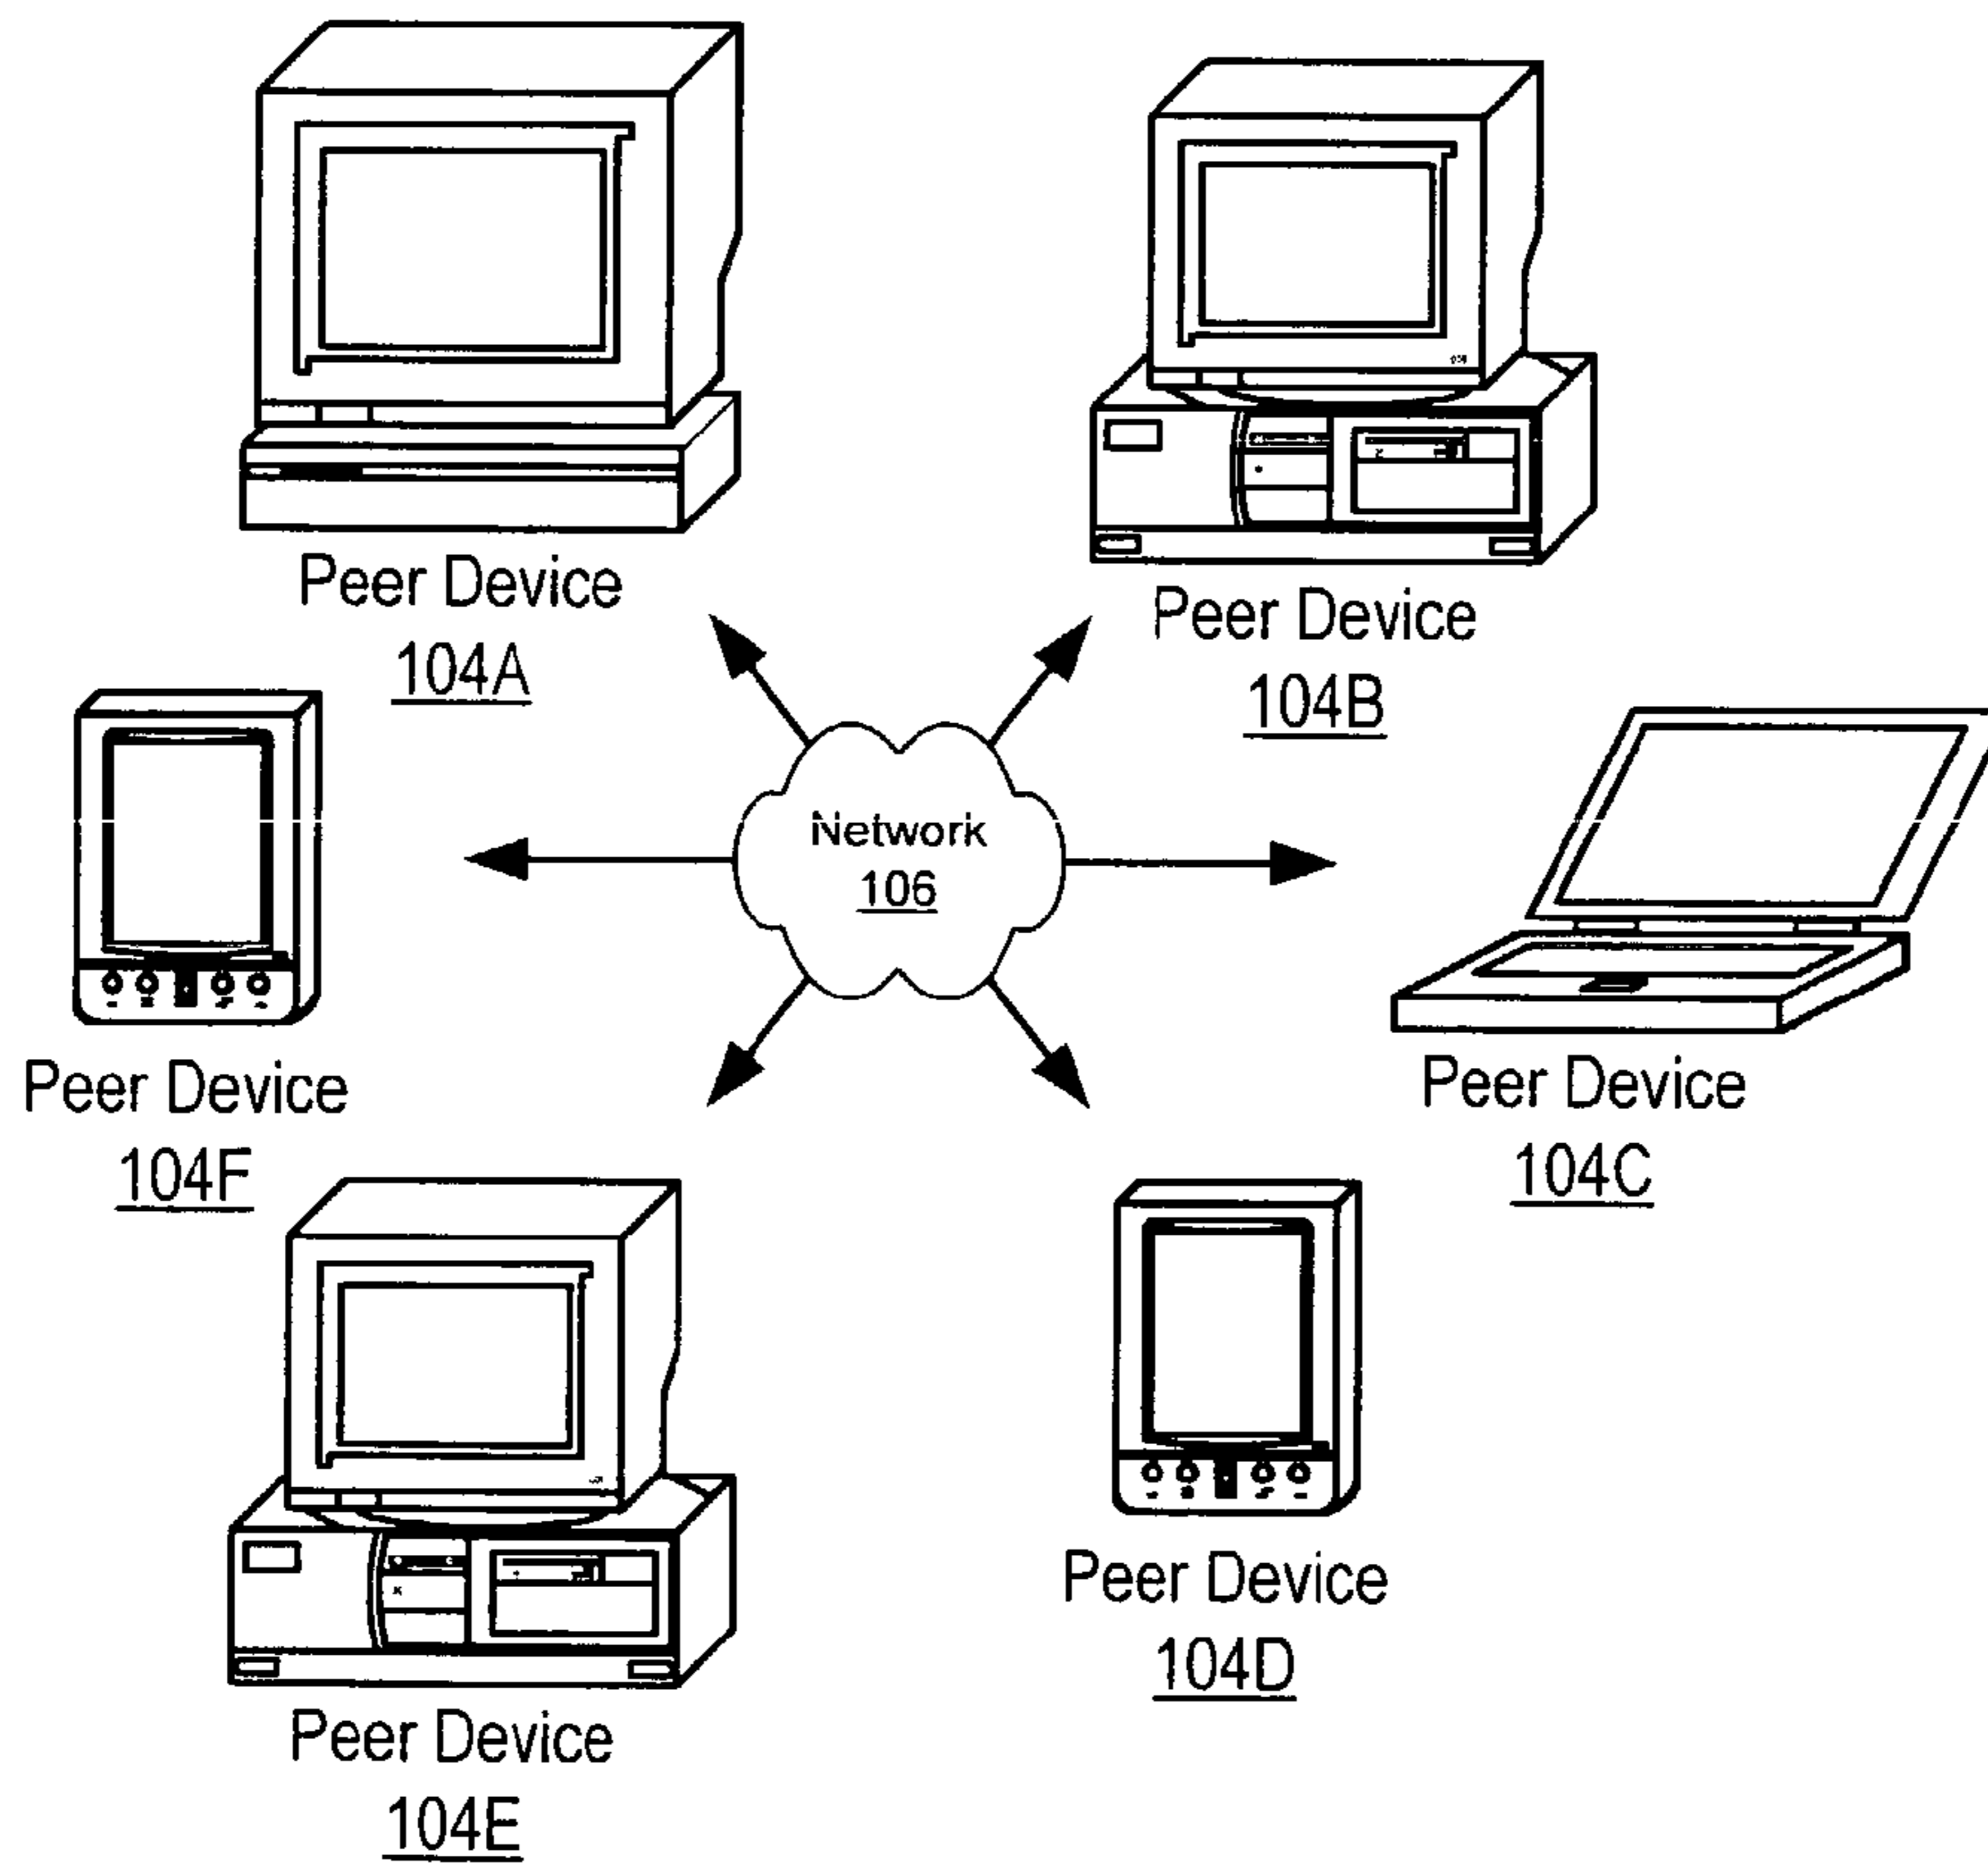 Peer Device
104A
Peer Device
104B
Network
106
Peer Device
104F
Peer Device
104C
Peer Device
104D
Peer Device
104E